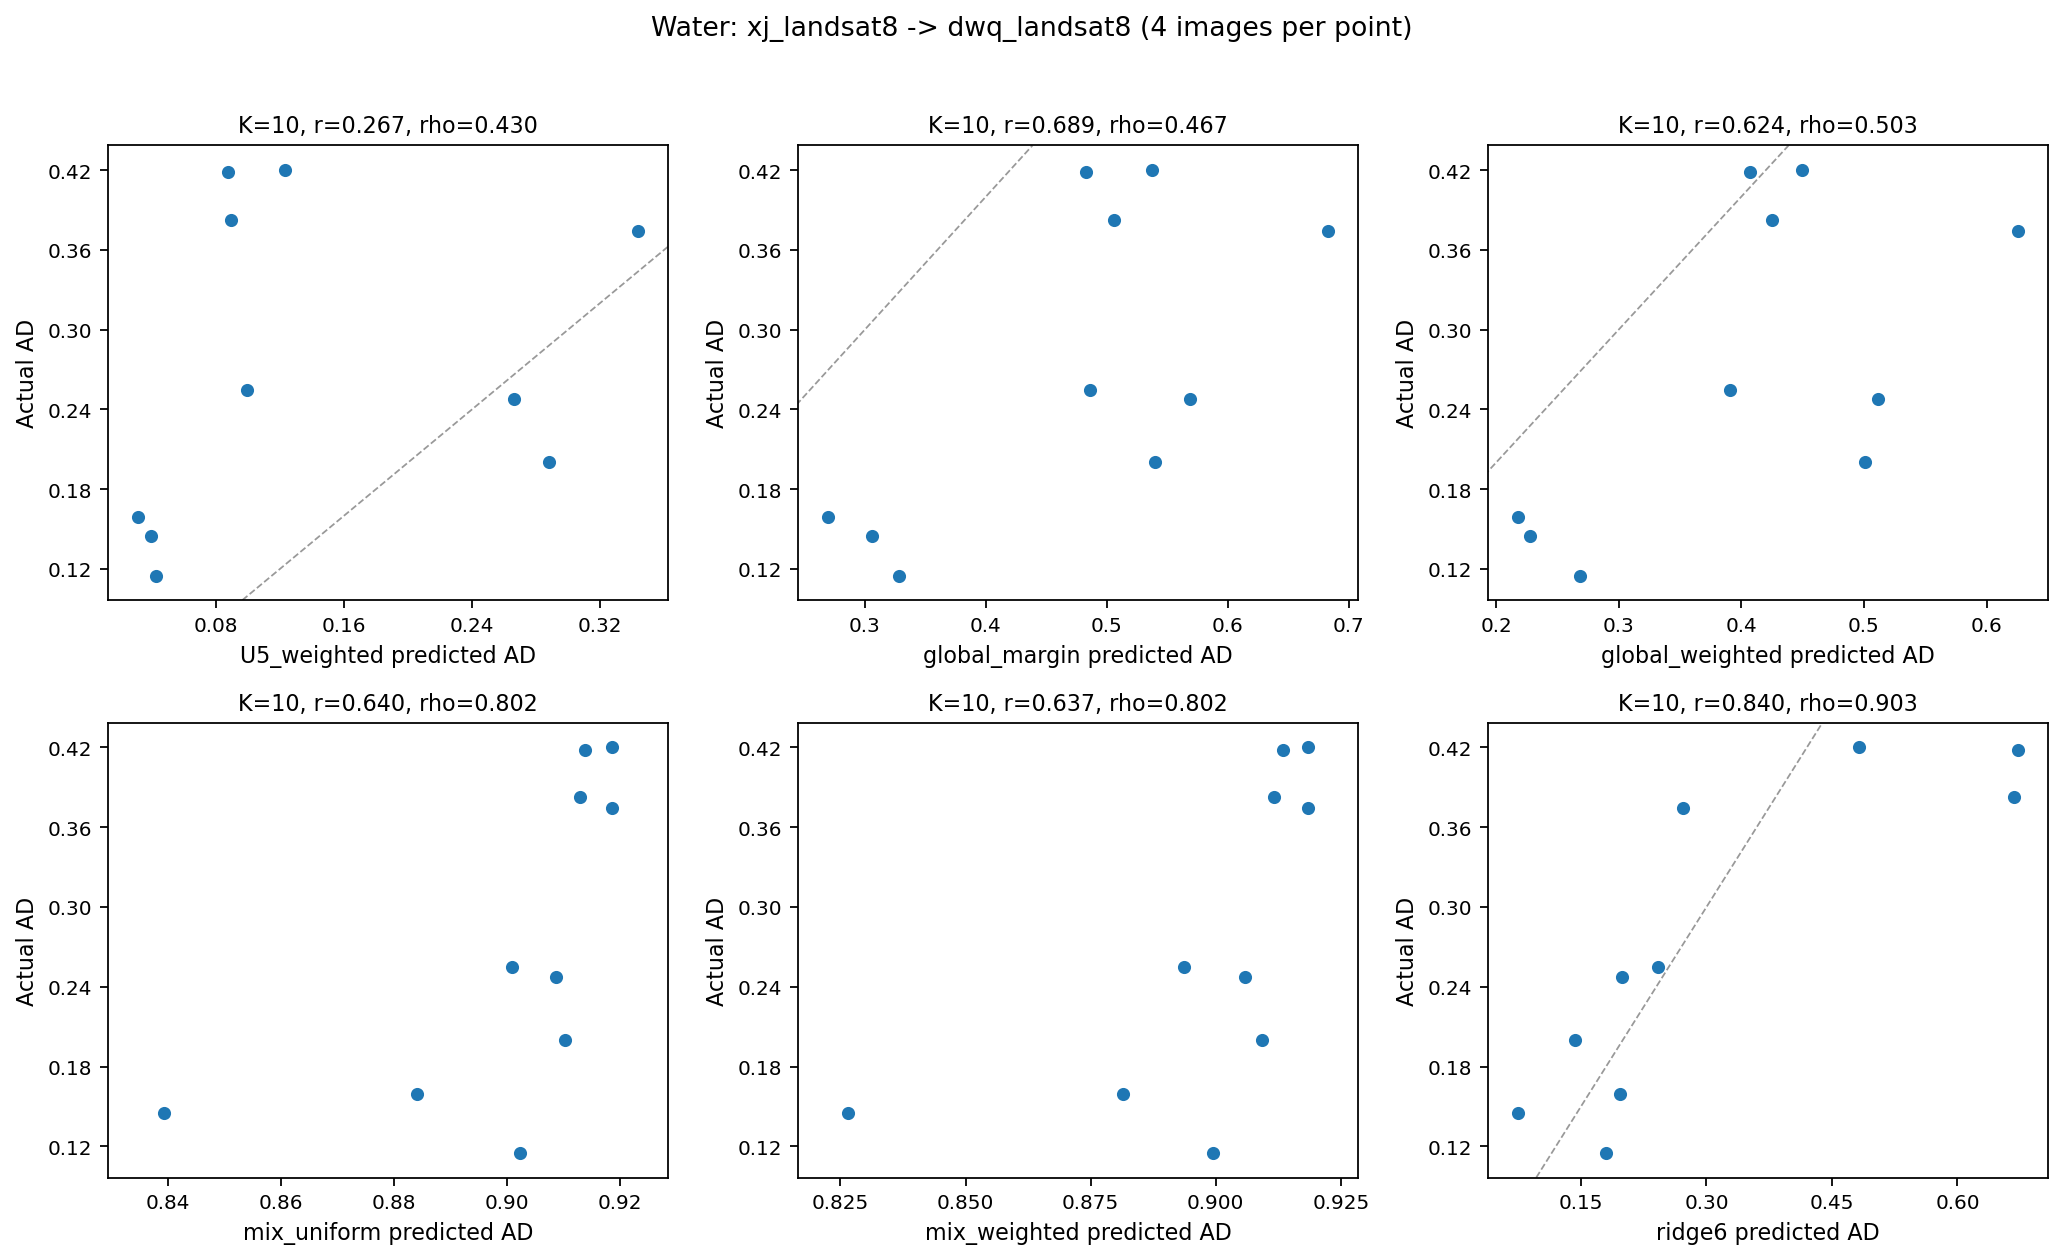 Water: xj_landsat8 -> dwq_landsat8 (4 images per point)
K=10, r=0.267, rho=0.430
0.42
0.36
0.30
0.24
0.18
0.12
Actual AD
0.08 0.16 0.24 0.32
U5_weighted predicted AD
K=10, r=0.689, rho=0.467
0.42
0.36
0.30
0.24
0.18
0.12
Actual AD
0.3 0.4 0.5 0.6 0.7
global_margin predicted AD
K=10, r=0.624, rho=0.503
0.42
0.36
0.30
0.24
0.18
0.12
Actual AD
0.2 0.3 0.4 0.5 0.6
global_weighted predicted AD
K=10, r=0.640, rho=0.802
0.42
0.36
0.30
0.24
0.18
0.12
Actual AD
0.84 0.86 0.88 0.90 0.92
mix_uniform predicted AD
K=10, r=0.637, rho=0.802
0.42
0.36
0.30
0.24
0.18
0.12
Actual AD
0.825 0.850 0.875 0.900 0.925
mix_weighted predicted AD
K=10, r=0.840, rho=0.903
0.42
0.36
0.30
0.24
0.18
0.12
Actual AD
0.15 0.30 0.45 0.60
ridge6 predicted AD